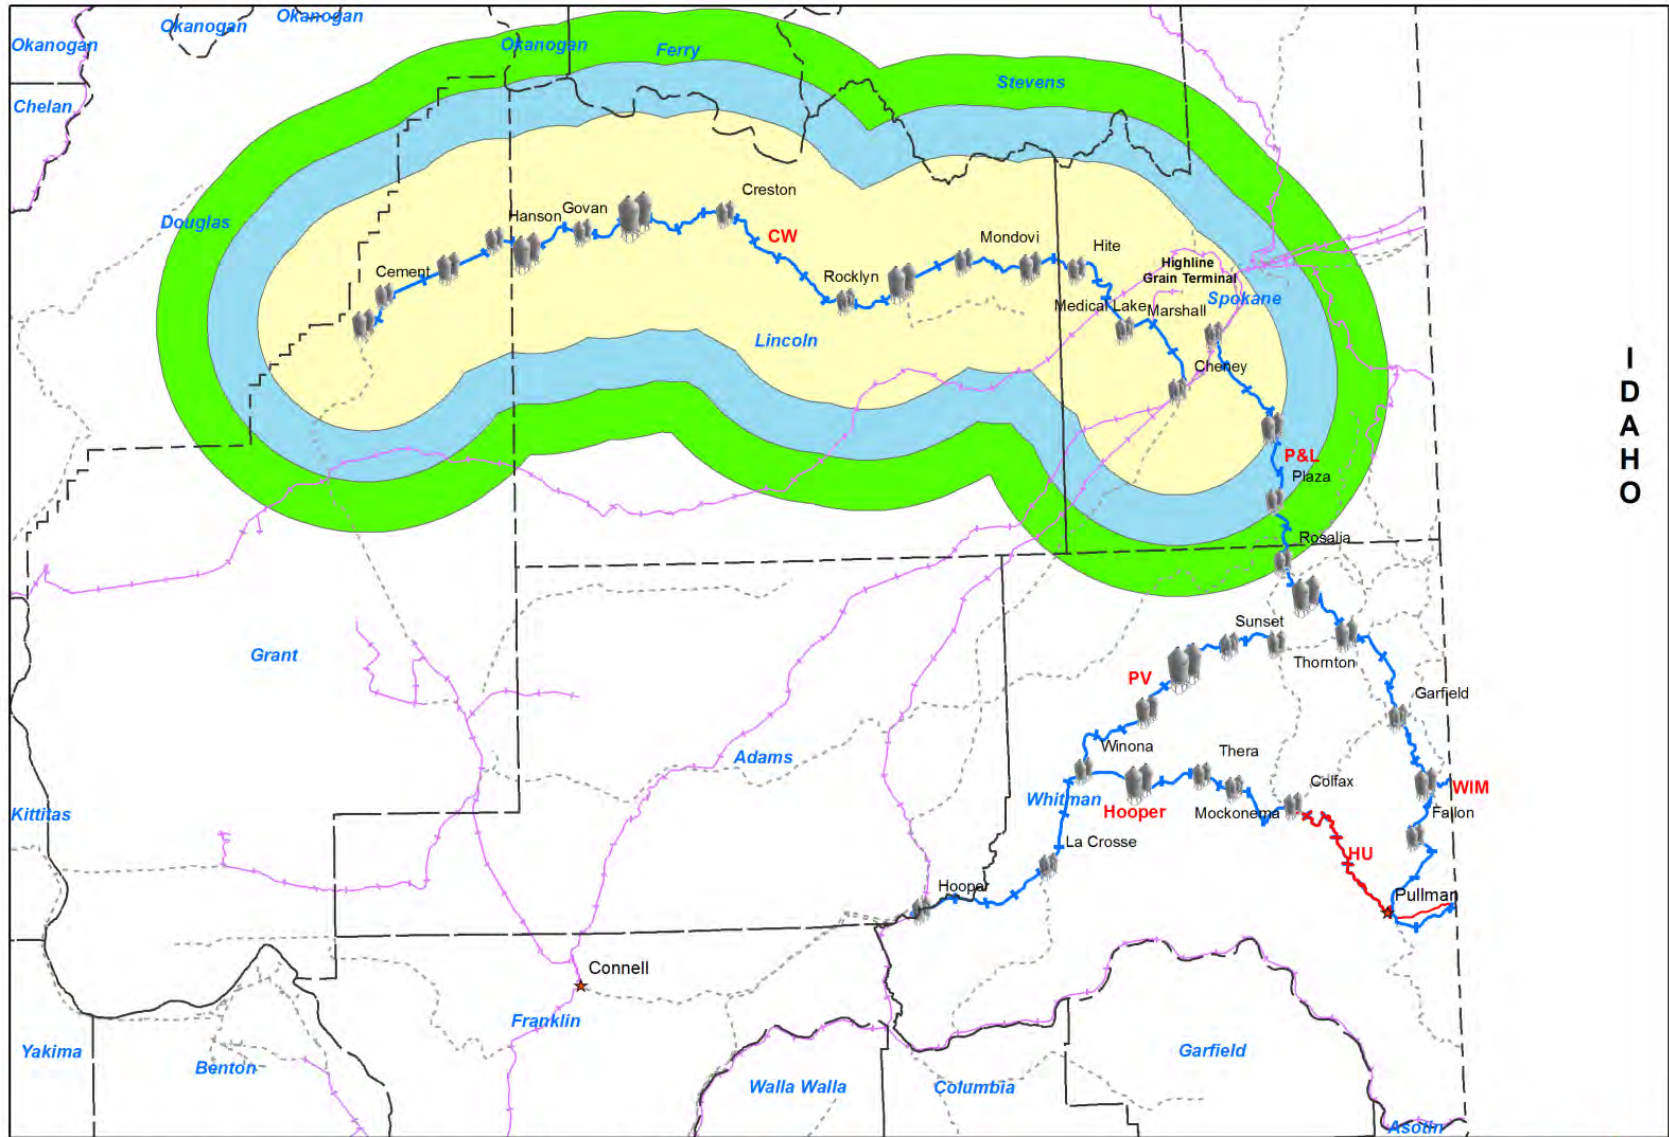 Okanogan
Okanogan
Okanogan
Okanogan
Ferry
Stevens
Chelan
Douglas
Creston
Hanson
Govan
CW
Mondovi
Hite
Cement
Rocklyn
Highline
Grain Terminal
Spokane
Medical Lake
Marshall
Lincoln
Cheney
I
D
A
H
O
P&L
Plaza
Rosalia
Sunset
Grant
Thornton
PV
Garfield
Winona
Thera
Adams
Colfax
WIM
Whitman
Hooper
Mockonema
Fallon
Kittitas
La Crosse
HU
Hooper
Pullman
Connell
Franklin
Yakima
Benton
Garfield
Walla Walla
Columbia
Asotin